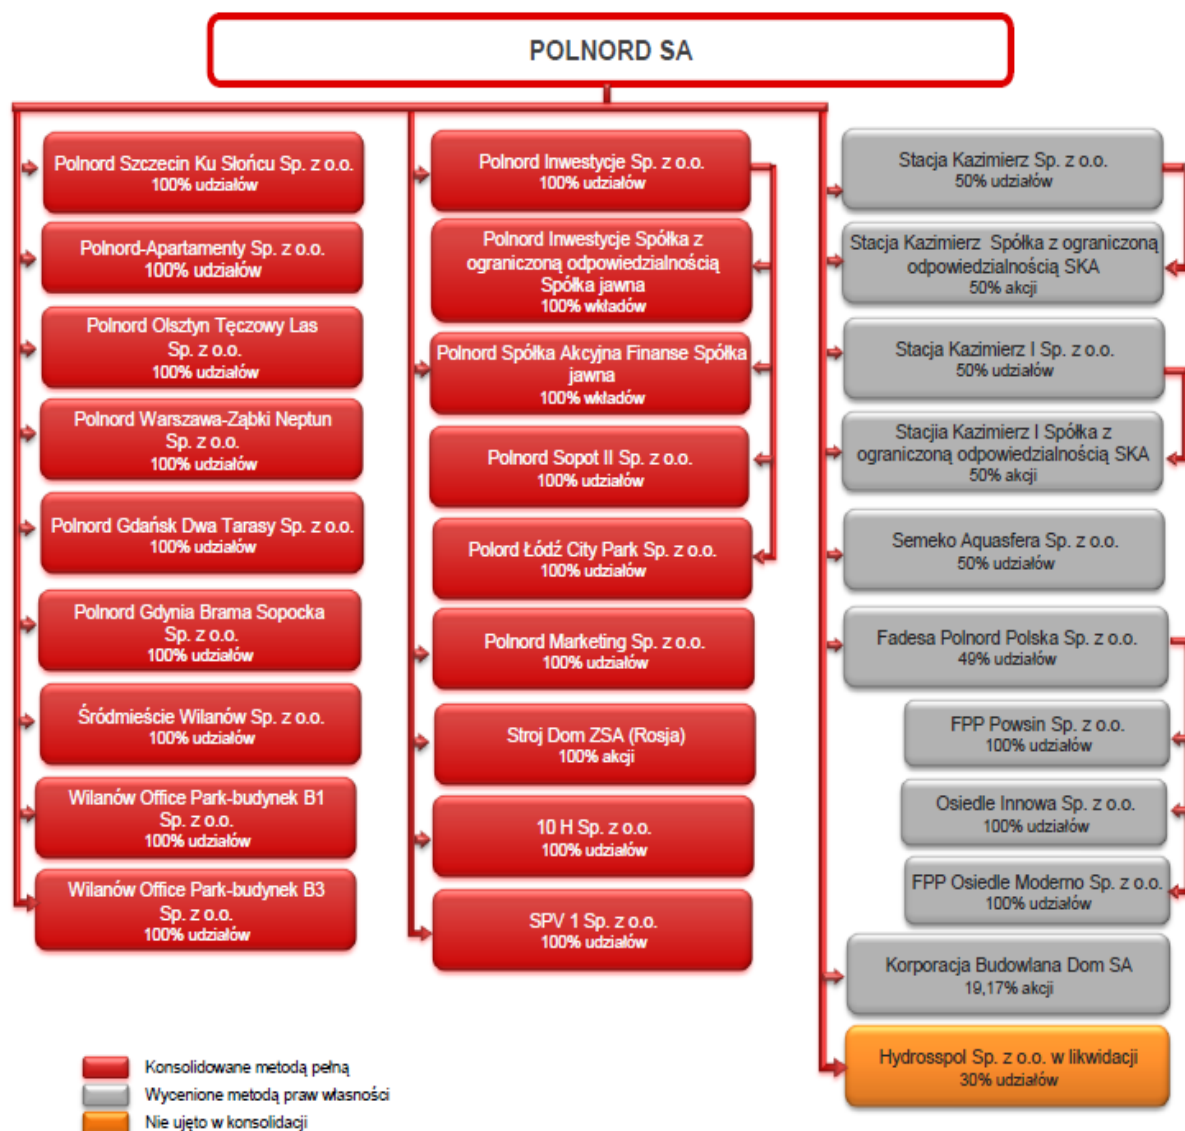 POLNORD SA
Polnord Szczecin Ku Słońcu Sp. z o.o.
100% udziałów
Polnord-Apartamenty Sp. z o.o.
100% udziałów
Polnord Olsztyn Tęczowy Las
Sp. z o.o.
100% udziałów
Polnord Warszawa-Ząbki Neptun
Sp. z o.o.
100% udziałów
Polnord Gdańsk Dwa Tarasy Sp. z o.o.
100% udziałów
Polnord Gdynia Brama Sopocka
Sp. z o.o.
100% udziałów
Śródmieście Wilanów Sp. z o.o.
100% udziałów
Wilanów Office Park-budynek B1
Sp. z o.o.
100% udziałów
Wilanów Office Park-budynek B3
Sp. z o.o.
100% udziałów
Polnord Inwestycje Sp. z o.o.
100% udziałów
Polnord Inwestycje Spółka z
ograniczoną odpowiedzialnością
Spółka jawna
100% wkładów
Polnord Spółka Akcyjna Finanse Spółka
jawna
100% wkładów
Polnord Sopot II Sp. z o.o.
100% udziałów
Polord Łódź City Park Sp. z o.o.
100% udziałów
Polnord Marketing Sp. z o.o.
100% udziałów
Stroj Dom ZSA (Rosja)
100% akcji
10 H Sp. z o.o.
100% udziałów
SPV 1 Sp. z o.o.
100% udziałów
Stacja Kazimierz Sp. z o.o.
50% udziałów
Stacja Kazimierz Spółka z ograniczoną
odpowiedzialnością SKA
50% akcji
Stacja Kazimierz I Sp. z o.o.
50% udziałów
Stacjia Kazimierz I Spółka z
ograniczoną odpowiedzialnością SKA
50% akcji
Semeko Aquasfera Sp. z o.o.
50% udziałów
Fadesa Polnord Polska Sp. z o.o.
49% udziałów
FPP Powsin Sp. z o.o.
100% udziałów
Osiedle Innowa Sp. z o.o.
100% udziałów
FPP Osiedle Moderno Sp. z o.o.
100% udziałów
Korporacja Budowlana Dom SA
19,17% akcji
Hydrosspol Sp. z o.o. w likwidacji
30% udziałów
Konsolidowane metodą pełną
Wycenione metodą praw własności
Nie ujęto w konsolidacji